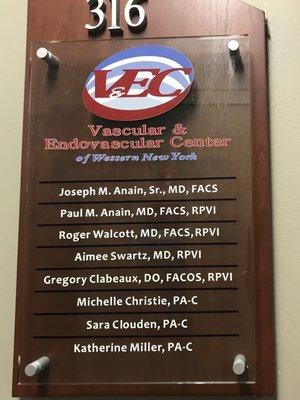 316
V&EC
Vascular &
Endovascular Center
of Western New York
Joseph M. Anain, Sr., MD, FACS
Paul M. Anain, MD, FACS, RPVI
Roger Walcott, MD, FACS, RPVI
Aimee Swartz, MD, RPVI
Gregory Clabeaux, DO, FACOS, RPVI
Michelle Christie, PA-C
Sara Clouden, PA-C
Katherine Miller, PA-C